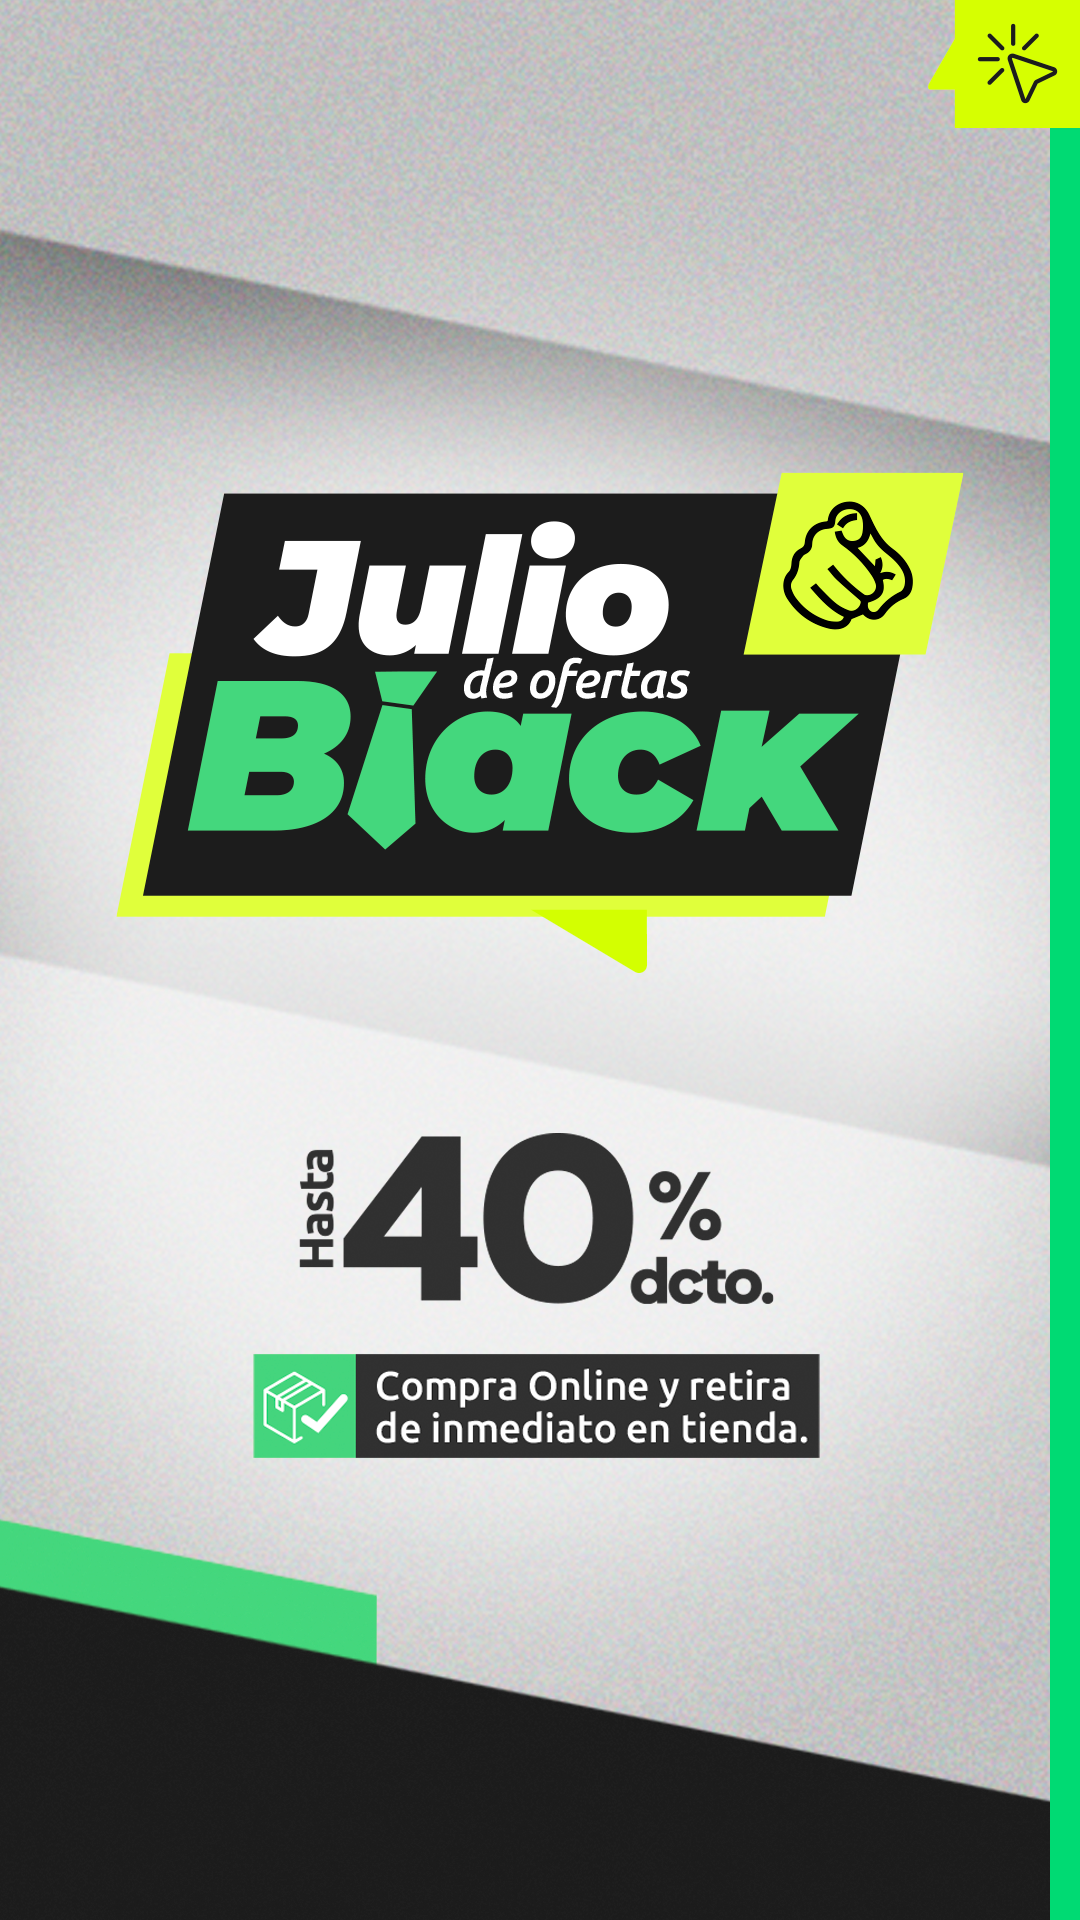 Julio
de ofertas
Black
Hasta
40%
dcto.
Compra Online y retira
de inmediato en tienda.